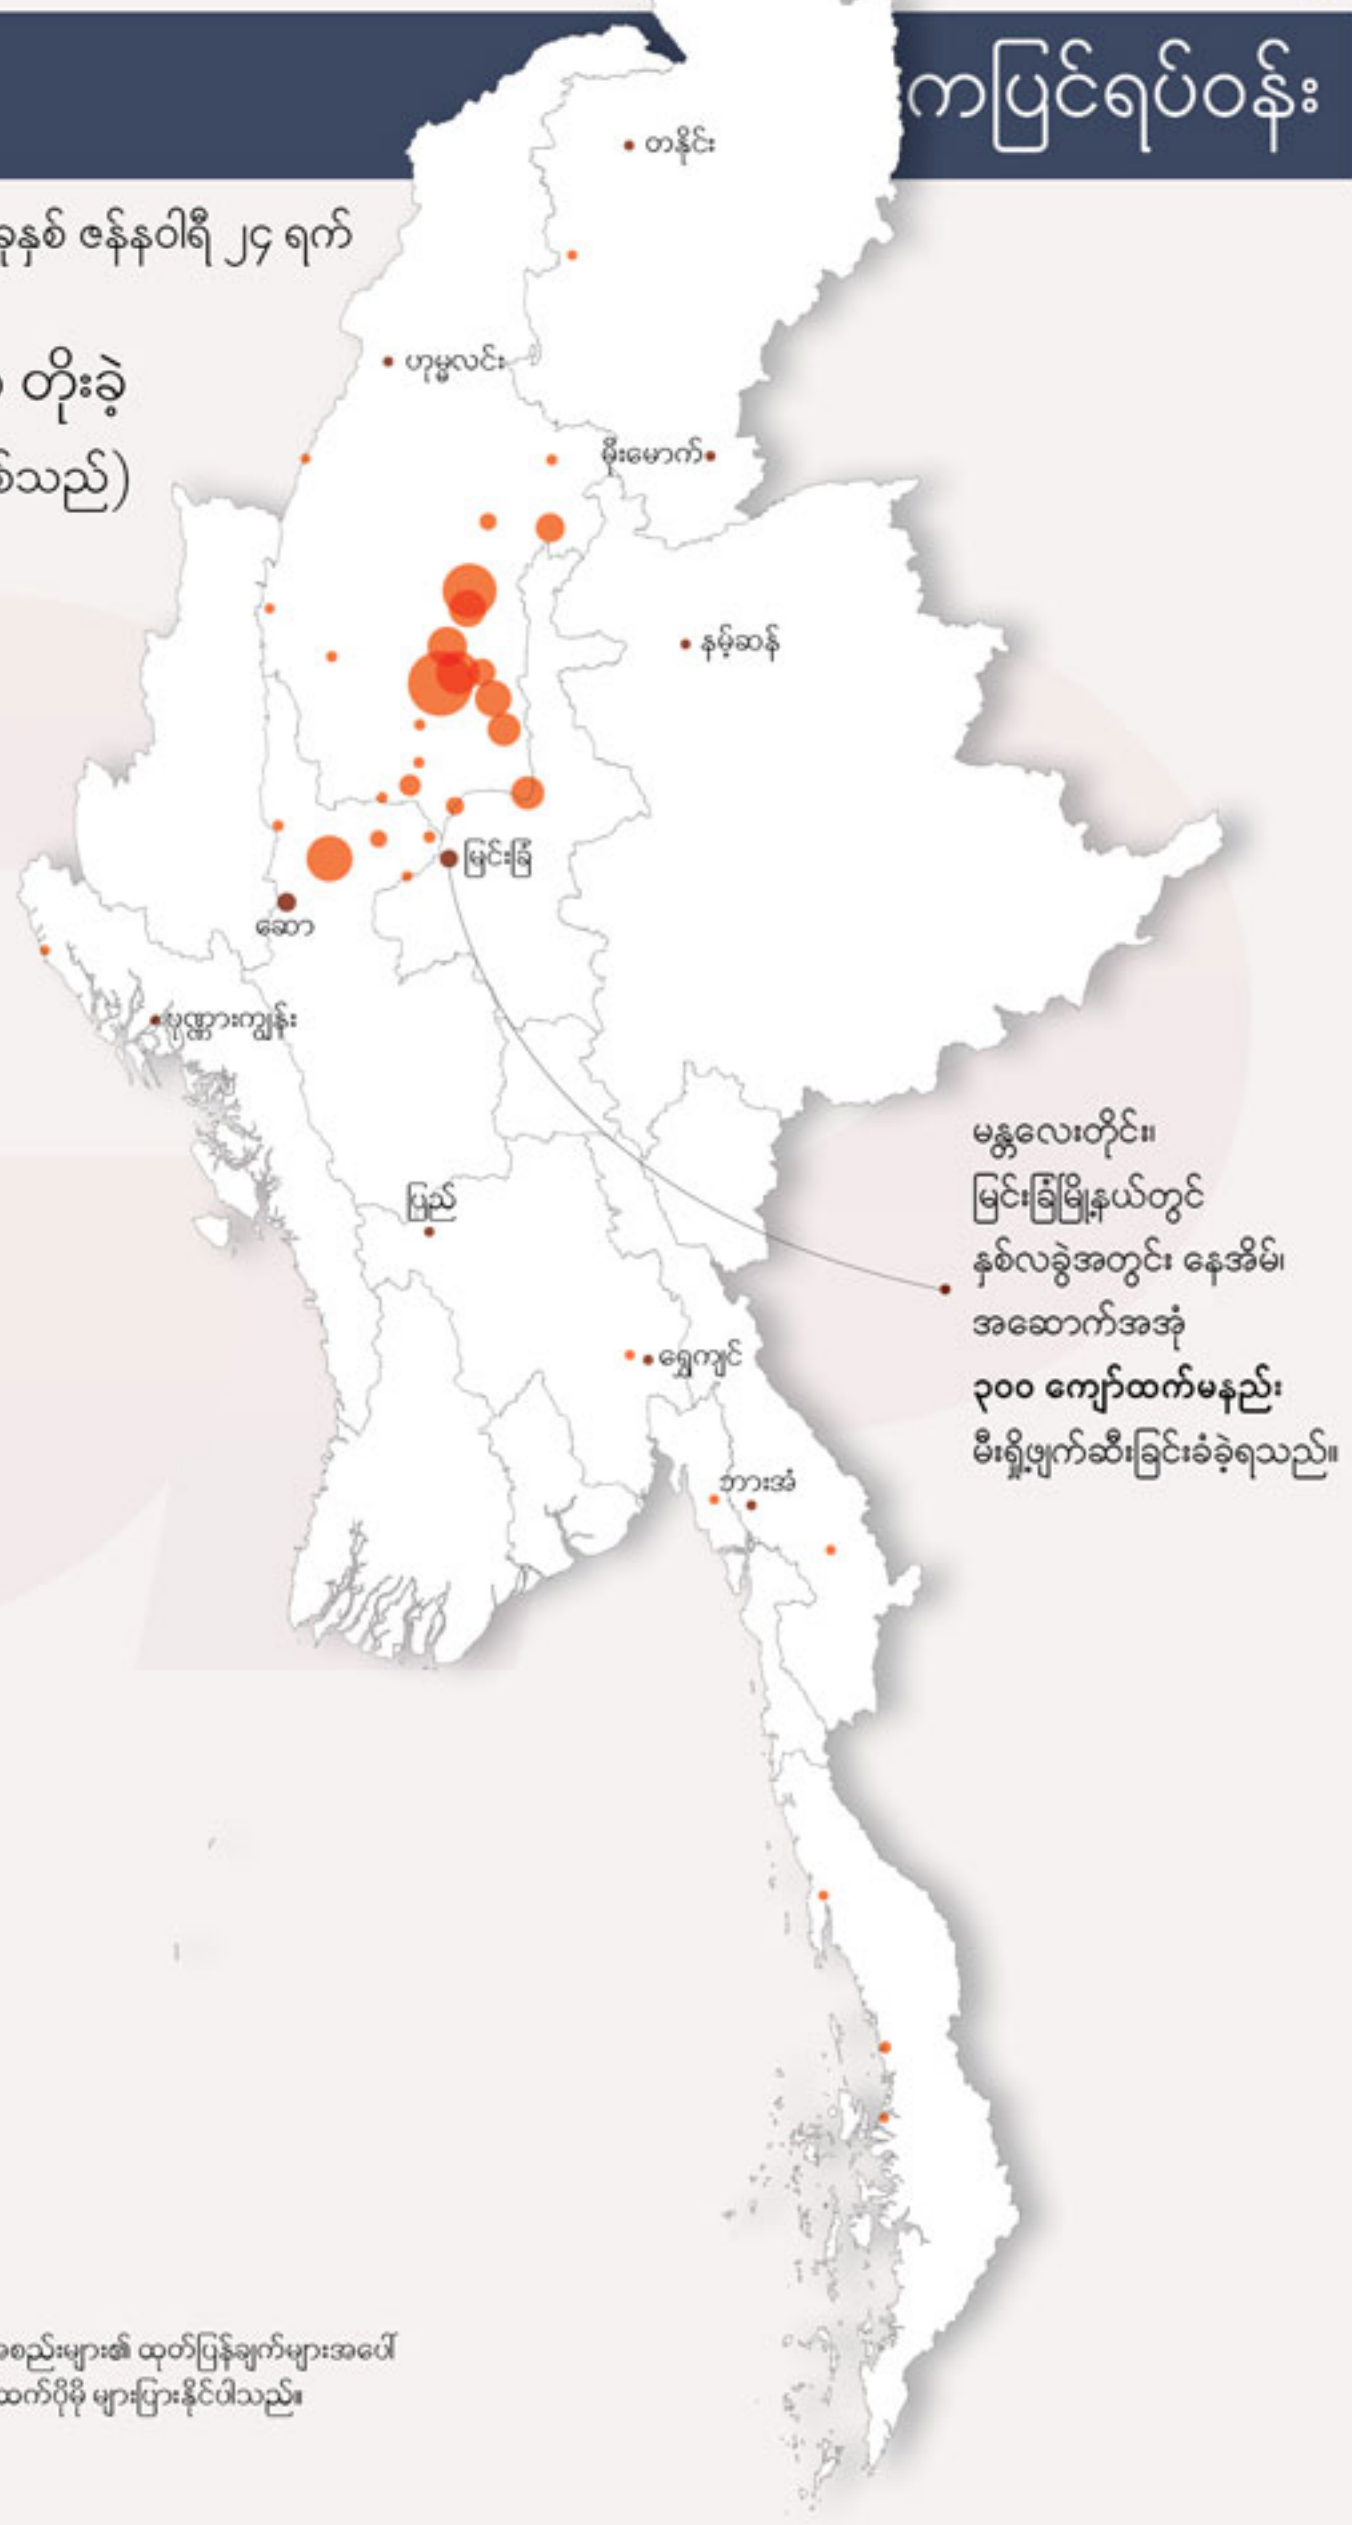 ကပြင်ရပ်ဝန်း
ခုနှစ် ဇန်နဝါရီ ၂၄ ရက်
တိုးခဲ့
စ်သည်)
တနိုင်း
ဟုမ္မလင်း
မိုးမောက်
နမ့်ဆန်
မြင်းခြံ
ဆော
ပုဏ္ဏားကျွန်း
ပြည်
ရွှေကျင်
ဘားအံ
မန္တလေးတိုင်း၊
မြင်းခြံမြို့နယ်တွင်
နှစ်လခွဲအတွင်း နေအိမ်၊
အဆောက်အအုံ
၃၀၀ ကျော်ထက်မနည်း
မီးရှို့ဖျက်ဆီးခြင်းခံခဲ့ရသည်။
အစည်းများ၏ ထုတ်ပြန်ချက်များအပေါ်
ထက်ပိုမို များပြားနိုင်ပါသည်။